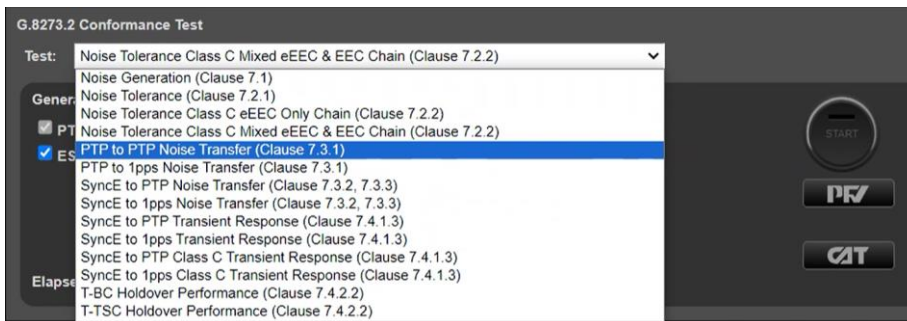 G.8273.2 Conformance Test
Test: Noise Tolerance Class C Mixed eEEC & EEC Chain (Clause 7.2.2)
Noise Generation (Clause 7.1)
Noise Tolerance (Clause 7.2.1)
Noise Tolerance Class C eEEC Only Chain (Clause 7.2.2)
Noise Tolerance Class C Mixed eEEC & EEC Chain (Clause 7.2.2)
PTP to PTP Noise Transfer (Clause 7.3.1)
PTP to 1pps Noise Transfer (Clause 7.3.1)
SyncE to PTP Noise Transfer (Clause 7.3.2, 7.3.3)
SyncE to 1pps Noise Transfer (Clause 7.3.2, 7.3.3)
SyncE to PTP Transient Response (Clause 7.4.1.3)
SyncE to 1pps Transient Response (Clause 7.4.1.3)
SyncE to PTP Class C Transient Response (Clause 7.4.1.3)
SyncE to 1pps Class C Transient Response (Clause 7.4.1.3)
T-BC Holdover Performance (Clause 7.4.2.2)
T-TSC Holdover Performance (Clause 7.4.2.2)
Gener
PT
ES
Elapse
START
PFV
CAT